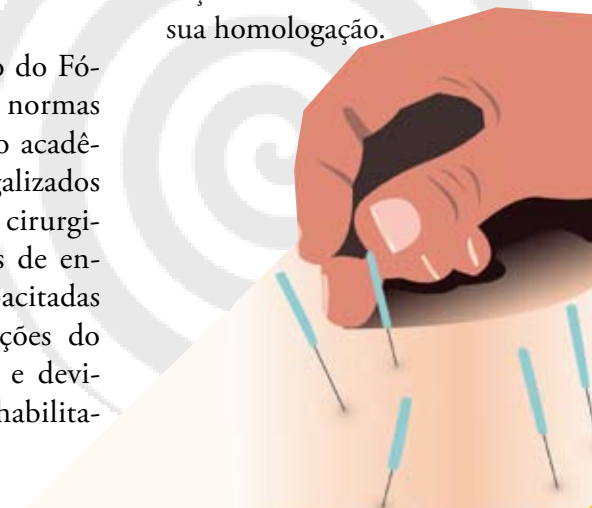 o do Fó-
normas
o acadê-
galizados
cirurgi-
s de en-
acitadas
ções do
e devi-
habilita-
sua homologação.